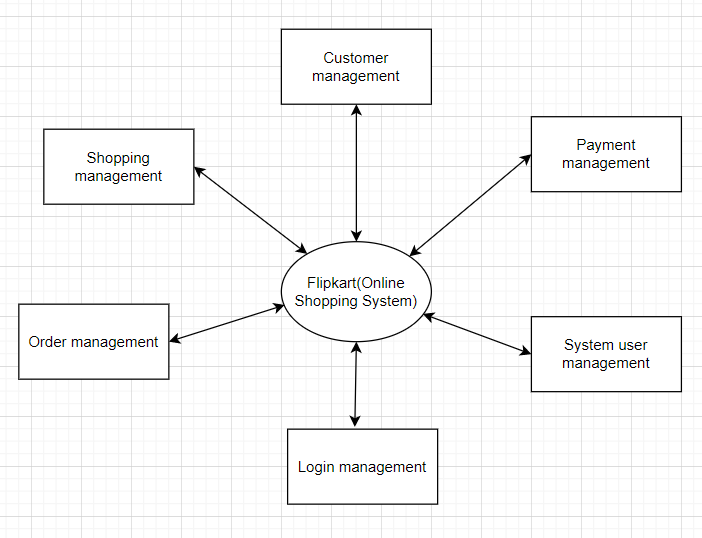 Customer
management
Shopping
management
Payment
management
Flipkart(Online
Shopping System)
Order management
System user
management
Login management